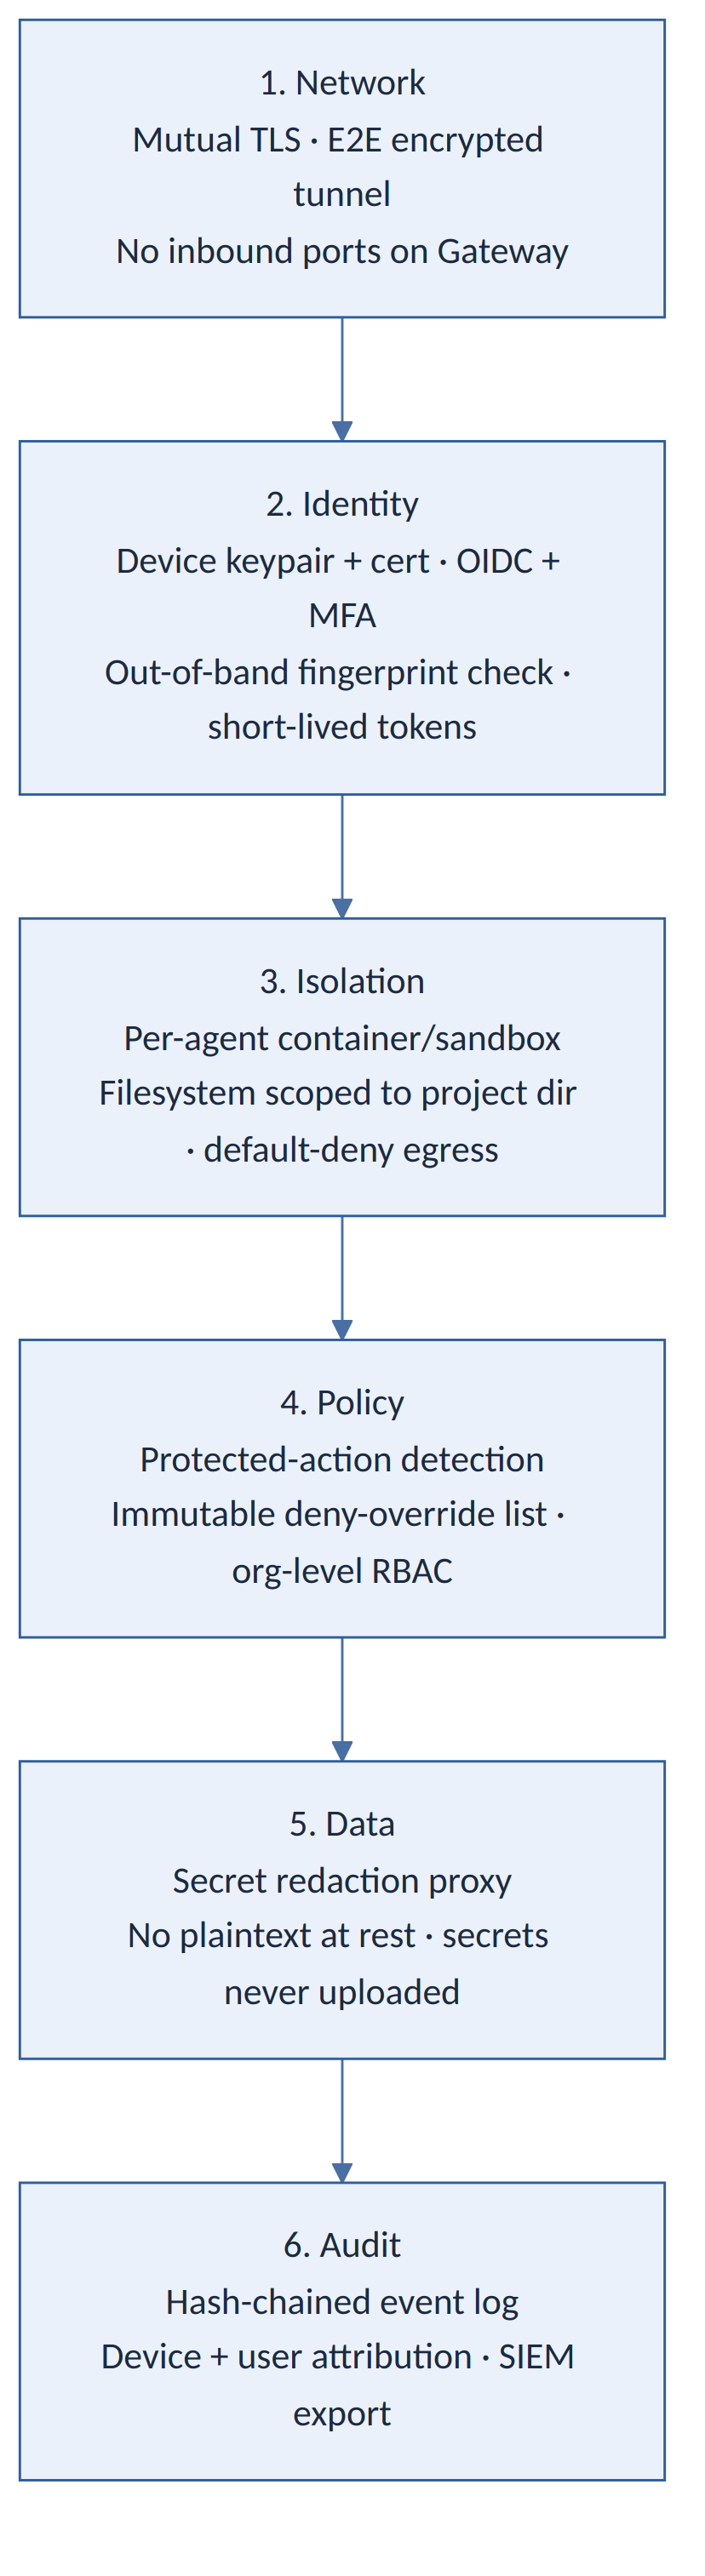 1. Network
Mutual TLS · E2E encrypted
tunnel
No inbound ports on Gateway
2. Identity
Device keypair + cert · OIDC +
MFA
Out-of-band fingerprint check ·
short-lived tokens
3. Isolation
Per-agent container/sandbox
Filesystem scoped to project dir
· default-deny egress
4. Policy
Protected-action detection
Immutable deny-override list ·
org-level RBAC
5. Data
Secret redaction proxy
No plaintext at rest · secrets
never uploaded
6. Audit
Hash-chained event log
Device + user attribution · SIEM
export